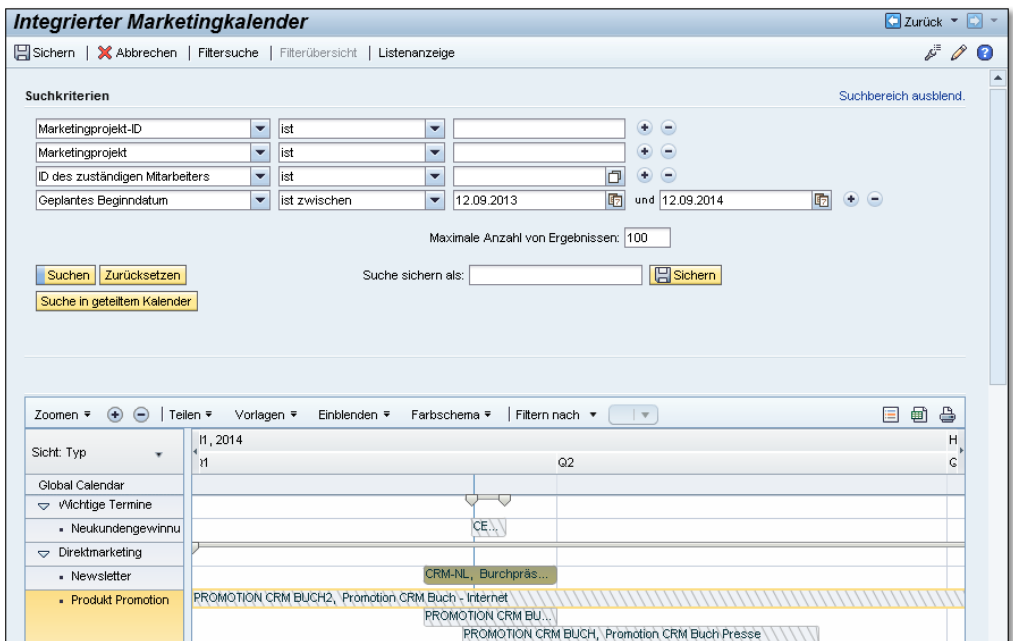 Integrierter Marketingkalender
Zurück
Sichern | Abbrechen | Filtersuche | Filterübersicht | Listenanzeige
Suchkriterien
Suchbereich ausblend.
Marketingprojekt-ID ist
Marketingprojekt ist
ID des zuständigen Mitarbeiters ist
Geplantes Beginndatum ist zwischen 12.09.2013 und 12.09.2014
Maximale Anzahl von Ergebnissen: 100
Suchen Zurücksetzen Suche sichern als: Sichern
Suche in geteiltem Kalender
Zoomen | Teilen Vorlagen Einblenden Farbschema | Filtern nach
Sicht: Typ
H1, 2014 H
Q1 Q2 Q
Global Calendar
Wichtige Termine
Neukundengewinnu CE...
Direktmarketing
Newsletter CRM-NL, Burchpräs...
Produkt Promotion PROMOTION CRM BUCH2, Promotion CRM Buch - Internet
PROMOTION CRM BU...
PROMOTION CRM BUCH, Promotion CRM Buch Presse